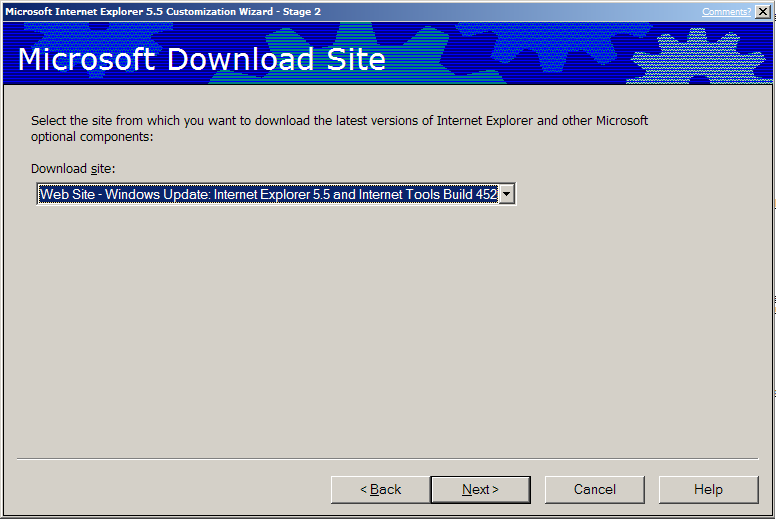 Microsoft Internet Explorer 5.5 Customization Wizard - Stage 2
Comments?
Microsoft Download Site
Select the site from which you want to download the latest versions of Internet Explorer and other Microsoft
optional components:
Download site:
Web Site - Windows Update: Internet Explorer 5.5 and Internet Tools Build 452
< Back
Next >
Cancel
Help